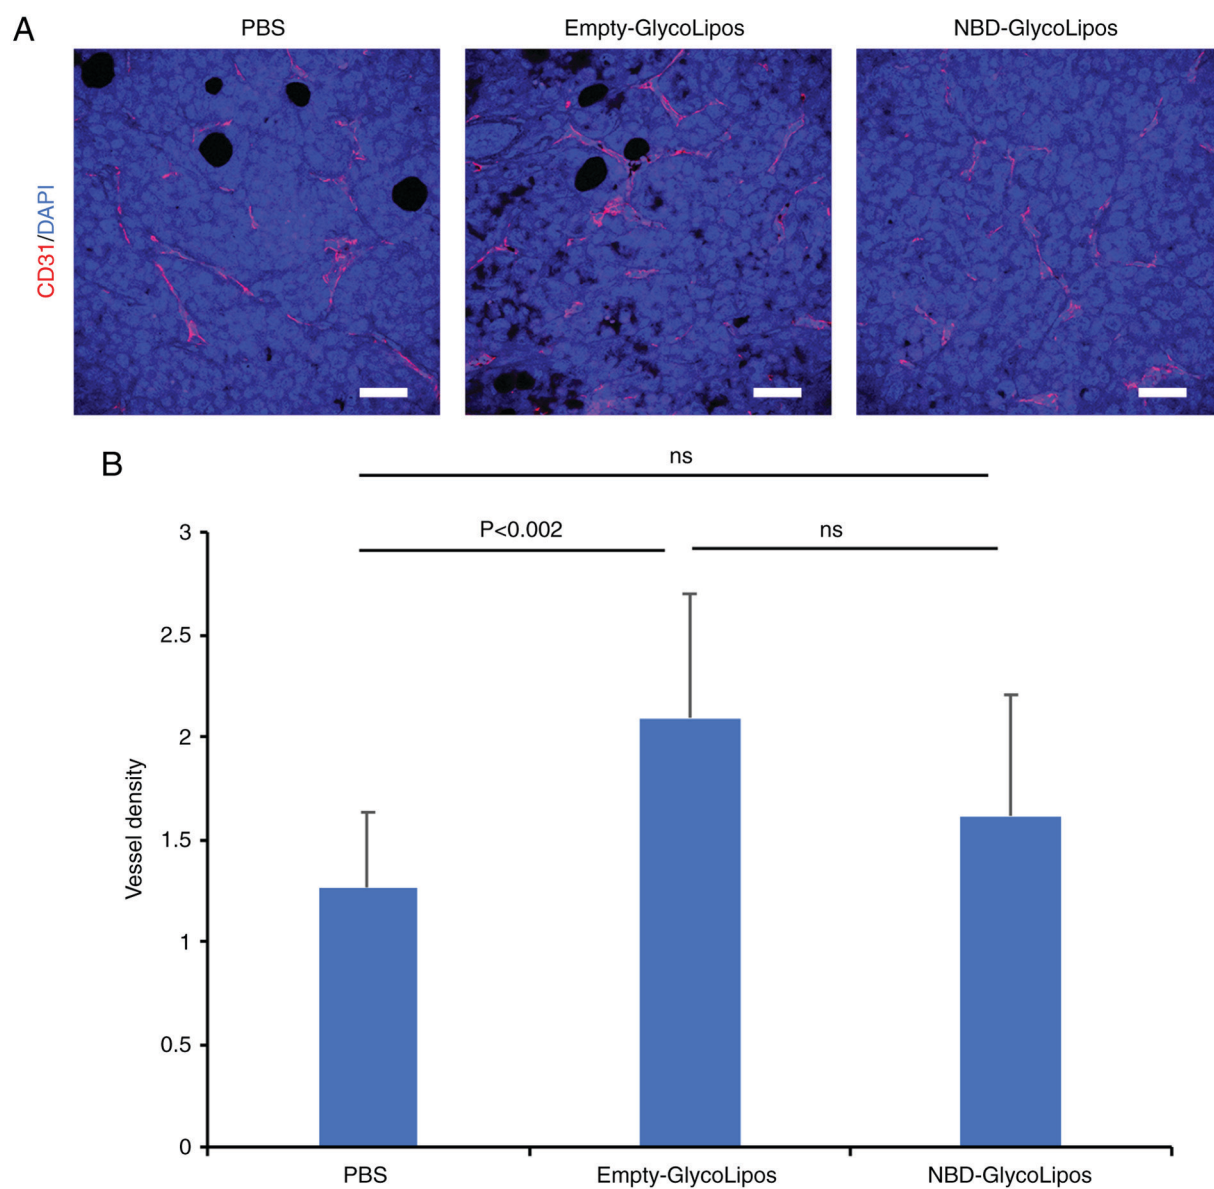 A
PBS
Empty-GlycoLipos
NBD-GlycoLipos
CD31/DAPI
B
ns
P<0.002
ns
3
2.5
2
1.5
1
0.5
0
Vessel density
PBS
Empty-GlycoLipos
NBD-GlycoLipos